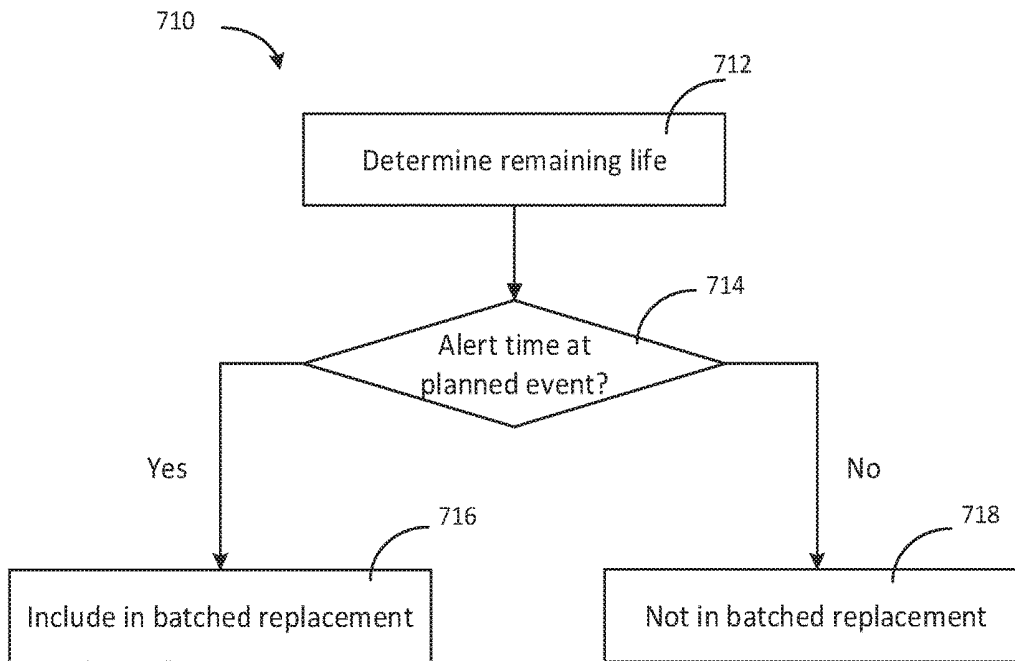 710
712
Determine remaining life
714
Alert time at
planned event?
Yes
No
716
718
Include in batched replacement
Not in batched replacement